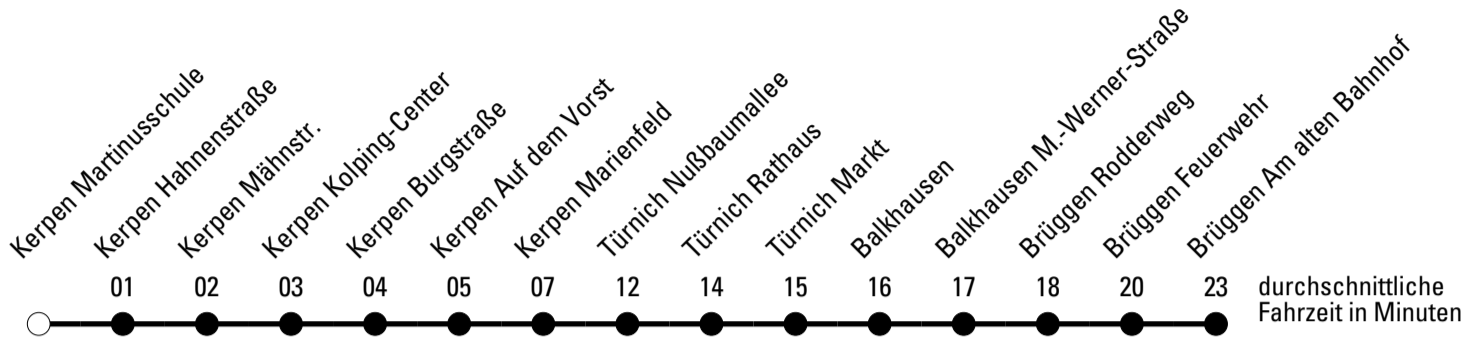 Kerpen Martinusschule
Kerpen Hahnenstraße
Kerpen Mähnstr.
Kerpen Kolping-Center
Kerpen Burgstraße
Kerpen Auf dem Vorst
Kerpen Marienfeld
Türnich Nußbaumallee
Türnich Rathaus
Türnich Markt
Balkhausen
Balkhausen M.-Werner-Straße
Brüggen Rodderweg
Brüggen Feuerwehr
Brüggen Am alten Bahnhof
01 02 03 04 05 07 12 14 15 16 17 18 20 23
durchschnittliche
Fahrzeit in Minuten